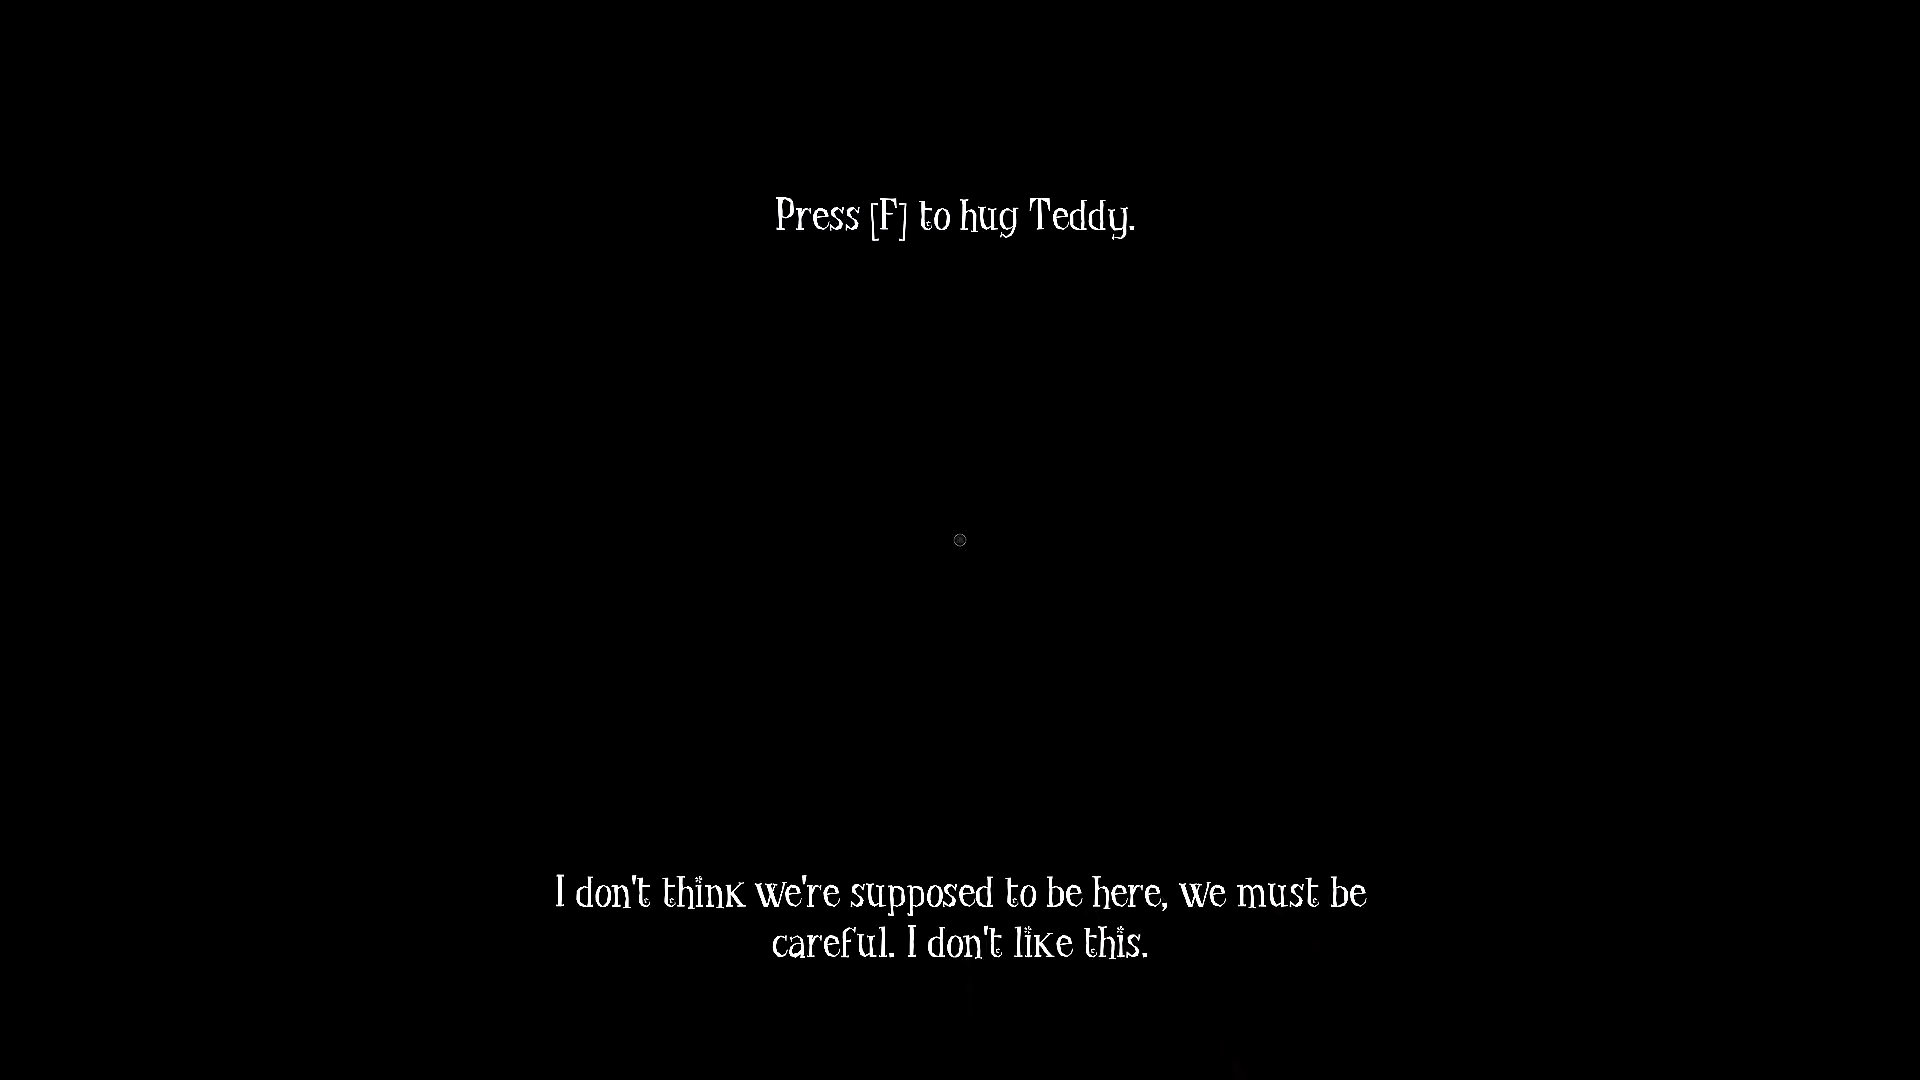 Press [F] to hug Teddy.
I don't think we're supposed to be here, we must be
careful. I don't like this.